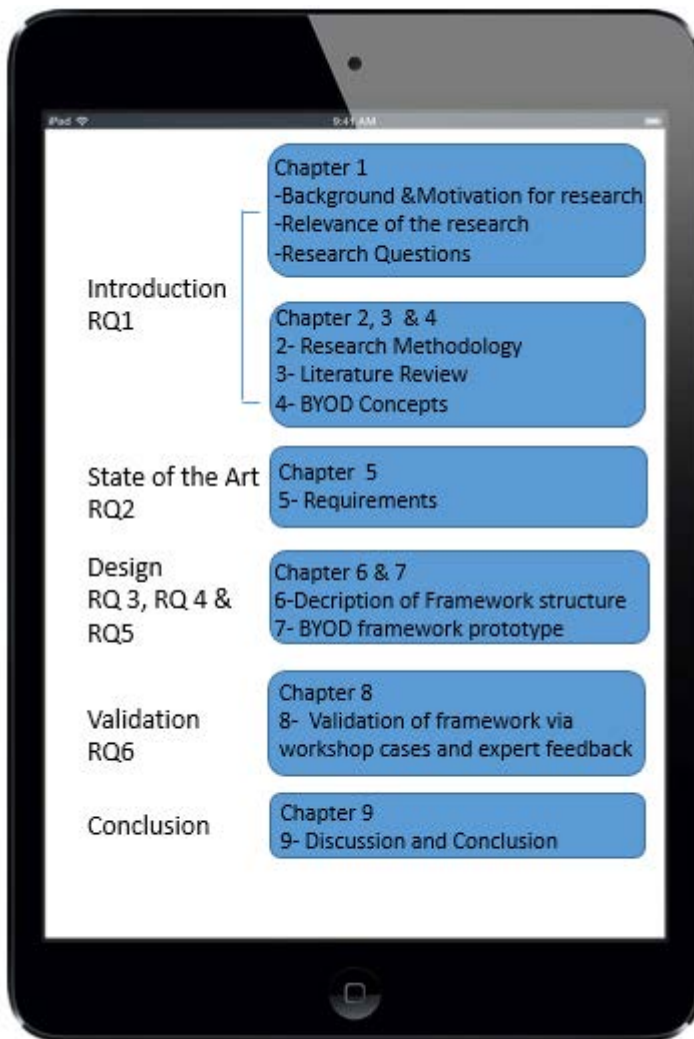 iPad 9:41 AM
Chapter 1
-Background &Motivation for research
-Relevance of the research
-Research Questions
Introduction
RQ1
Chapter 2, 3 & 4
2- Research Methodology
3- Literature Review
4- BYOD Concepts
State of the Art
RQ2
Chapter 5
5- Requirements
Design
RQ 3, RQ 4 &
RQ5
Chapter 6 & 7
6-Decription of Framework structure
7- BYOD framework prototype
Validation
RQ6
Chapter 8
8- Validation of framework via
workshop cases and expert feedback
Conclusion
Chapter 9
9- Discussion and Conclusion